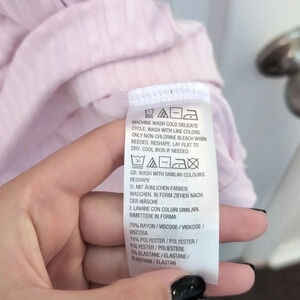 MACHINE WASH COLD DELICATE
CYCLE. WASH WITH LIKE COLORS.
ONLY NON-CHLORINE BLEACH WHEN
NEEDED. RESHAPE. LAY FLAT TO
DRY. COOL IRON IF NEEDED
GB: WASH WITH SIMILAR COLOURS.
RESHAPE
D: MIT ÄHNLICHEN FARBEN
WASCHEN. IN FORM ZIEHEN NACH
DER WÄSCHE
I: LAVARE CON COLORI SIMILARI.
RIMETTERE IN FORMA
79% RAYON / VISCOSE / VISKOSE /
VISCOSA
POLYESTER / POLYESTER /
POLYESTER / POLIESTERE
ELASTANE / ELASTANE /
ELASTHAN / ELASTAN